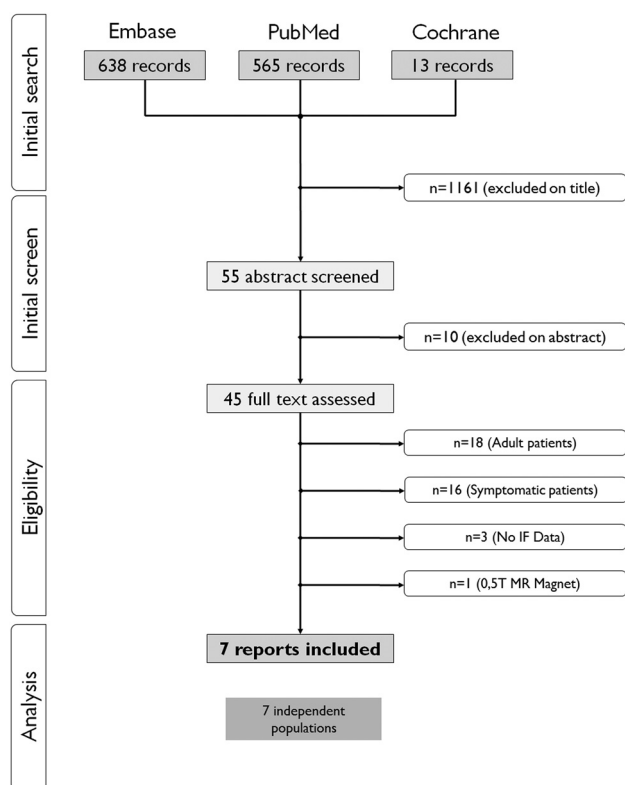 Embase
PubMed
Cochrane
638 records
565 records
13 records
Initial search
n=1161 (excluded on title)
Initial screen
55 abstract screened
n=10 (excluded on abstract)
45 full text assessed
Eligibility
n=18 (Adult patients)
n=16 (Symptomatic patients)
n=3 (No IF Data)
n=1 (0,5T MR Magnet)
7 reports included
Analysis
7 independent
populations